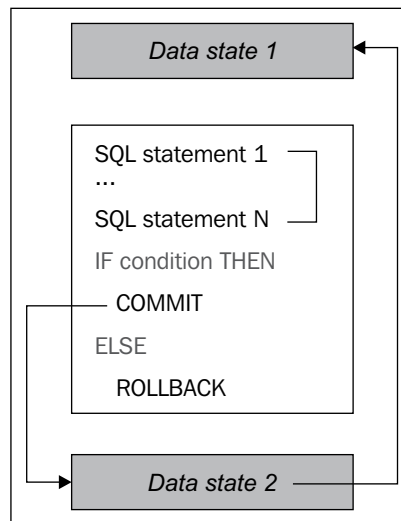 Data state 1
SQL statement 1
...
SQL statement N
IF condition THEN
COMMIT
ELSE
ROLLBACK
Data state 2